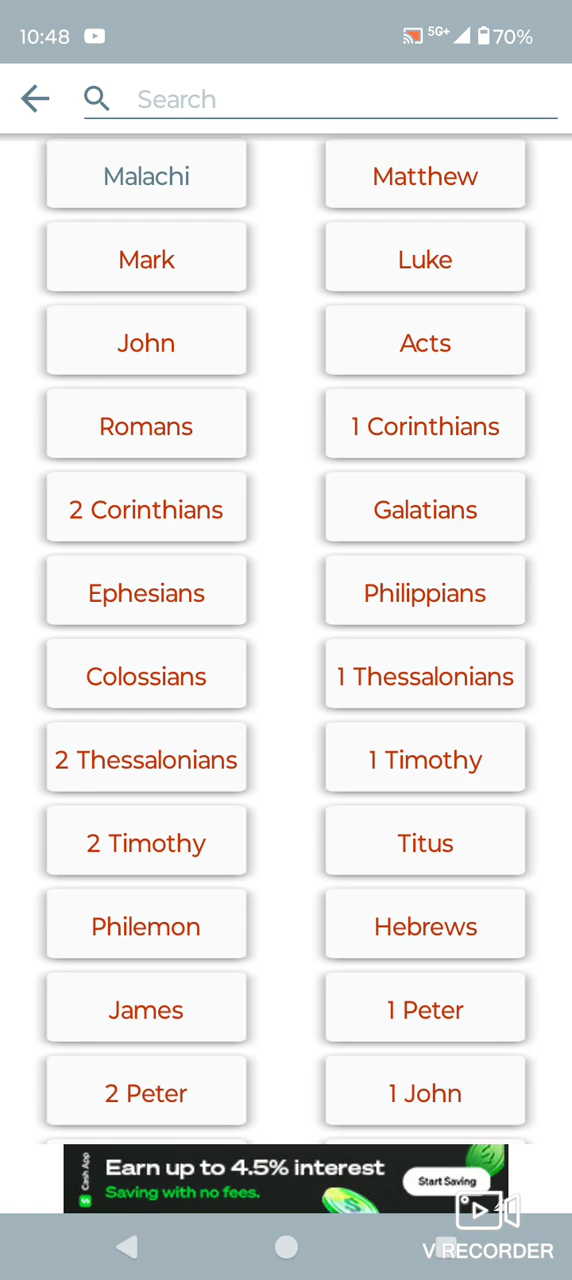 10:48 5G+ 70%
Search
Malachi Matthew
Mark Luke
John Acts
Romans 1 Corinthians
2 Corinthians Galatians
Ephesians Philippians
Colossians 1 Thessalonians
2 Thessalonians 1 Timothy
2 Timothy Titus
Philemon Hebrews
James 1 Peter
2 Peter 1 John
Cash App
Earn up to 4.5% interest
Saving with no fees.
Start Saving
V RECORDER